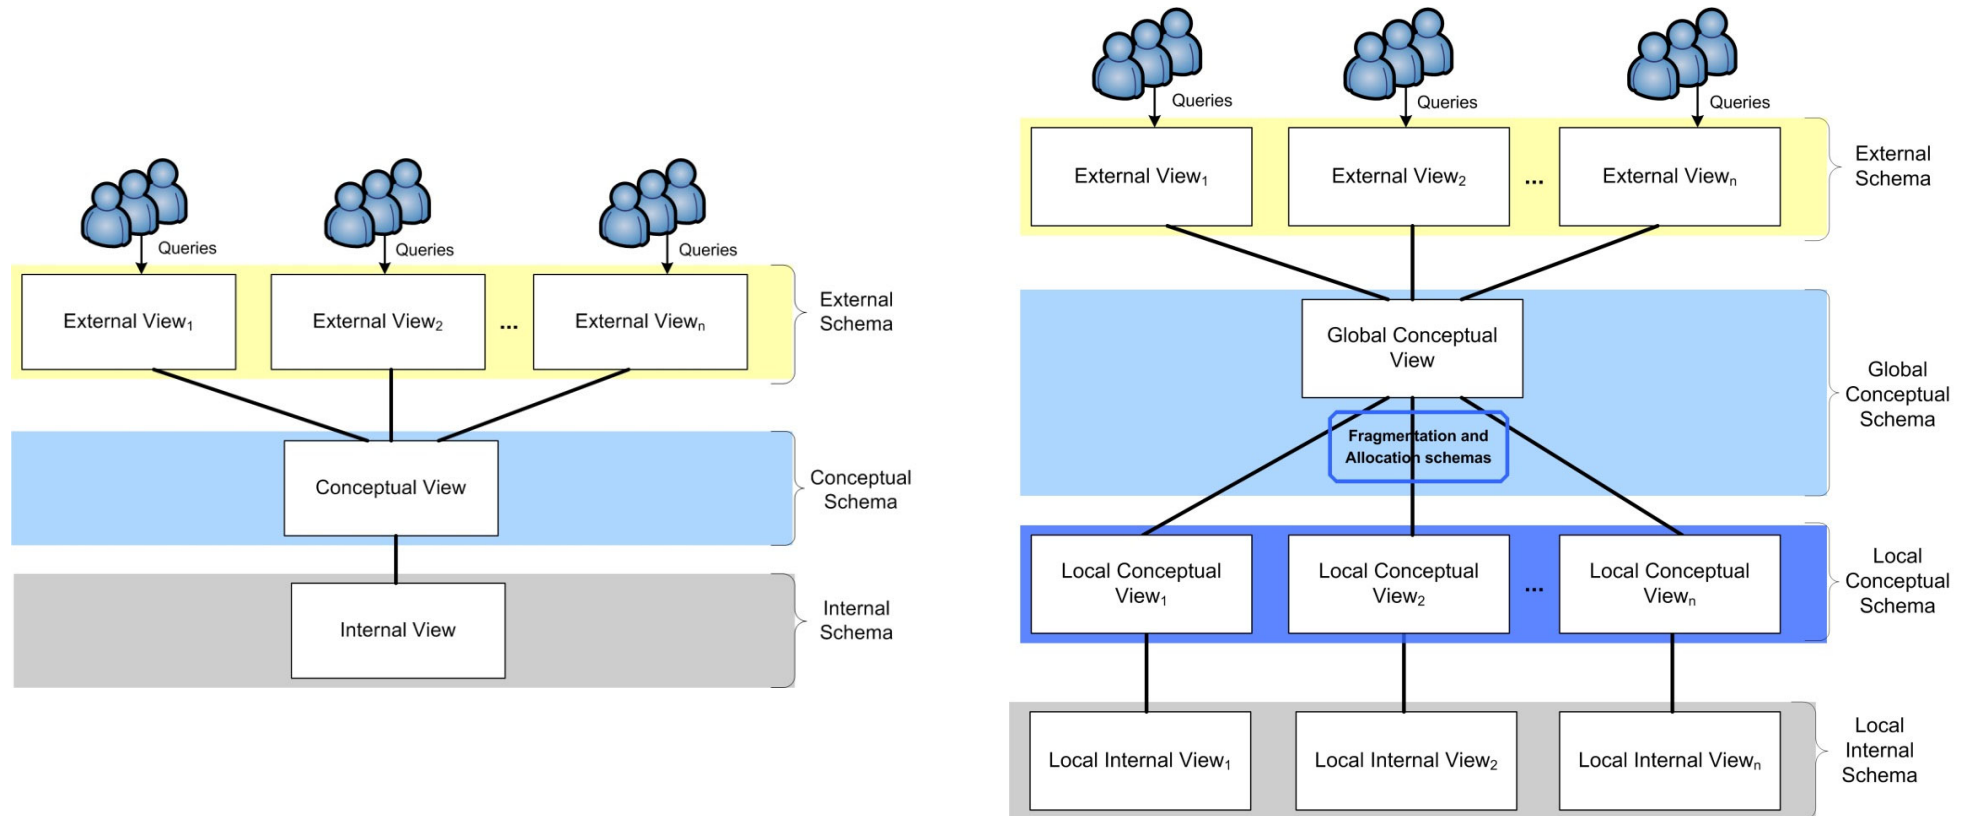 Queries
Queries
Queries
External View1
External View2
...
External Viewn
External
Schema
Conceptual View
Conceptual
Schema
Internal View
Internal
Schema
Queries
Queries
Queries
External View1
External View2
...
External Viewn
External
Schema
Global Conceptual
View
Global
Conceptual
Schema
Fragmentation and
Allocation schemas
Local Conceptual
View1
Local Conceptual
View2
...
Local Conceptual
Viewn
Local
Conceptual
Schema
Local Internal View1
Local Internal View2
Local Internal Viewn
Local
Internal
Schema